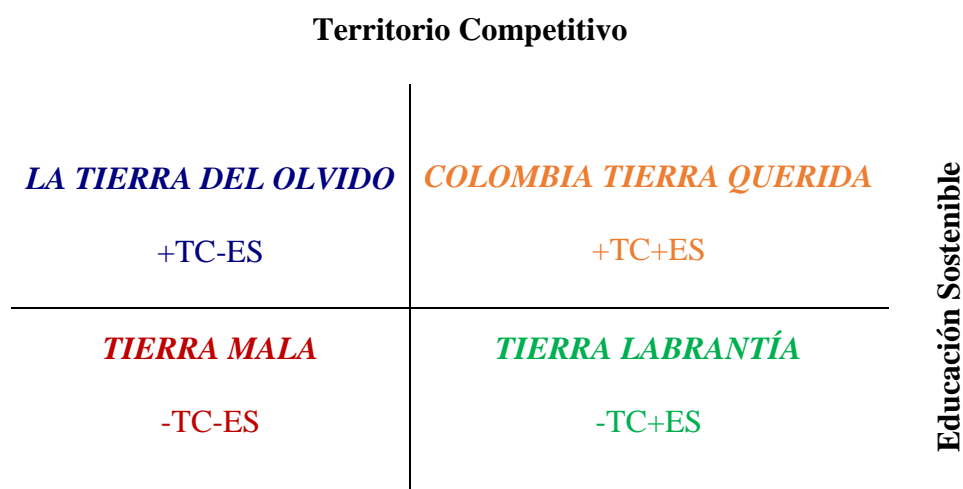 Territorio Competitivo
LA TIERRA DEL OLVIDO
COLOMBIA TIERRA QUERIDA
+TC-ES
+TC+ES
TIERRA MALA
TIERRA LABRANTÍA
-TC-ES
-TC+ES
Educación Sostenible